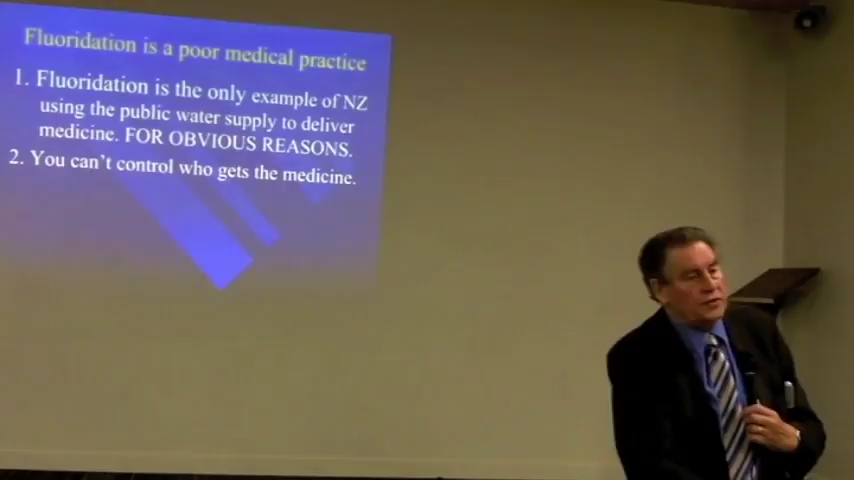 Fluoridation is a poor medical practice
1. Fluoridation is the only example of NZ
using the public water supply to deliver
medicine. FOR OBVIOUS REASONS.
2. You can't control who gets the medicine.